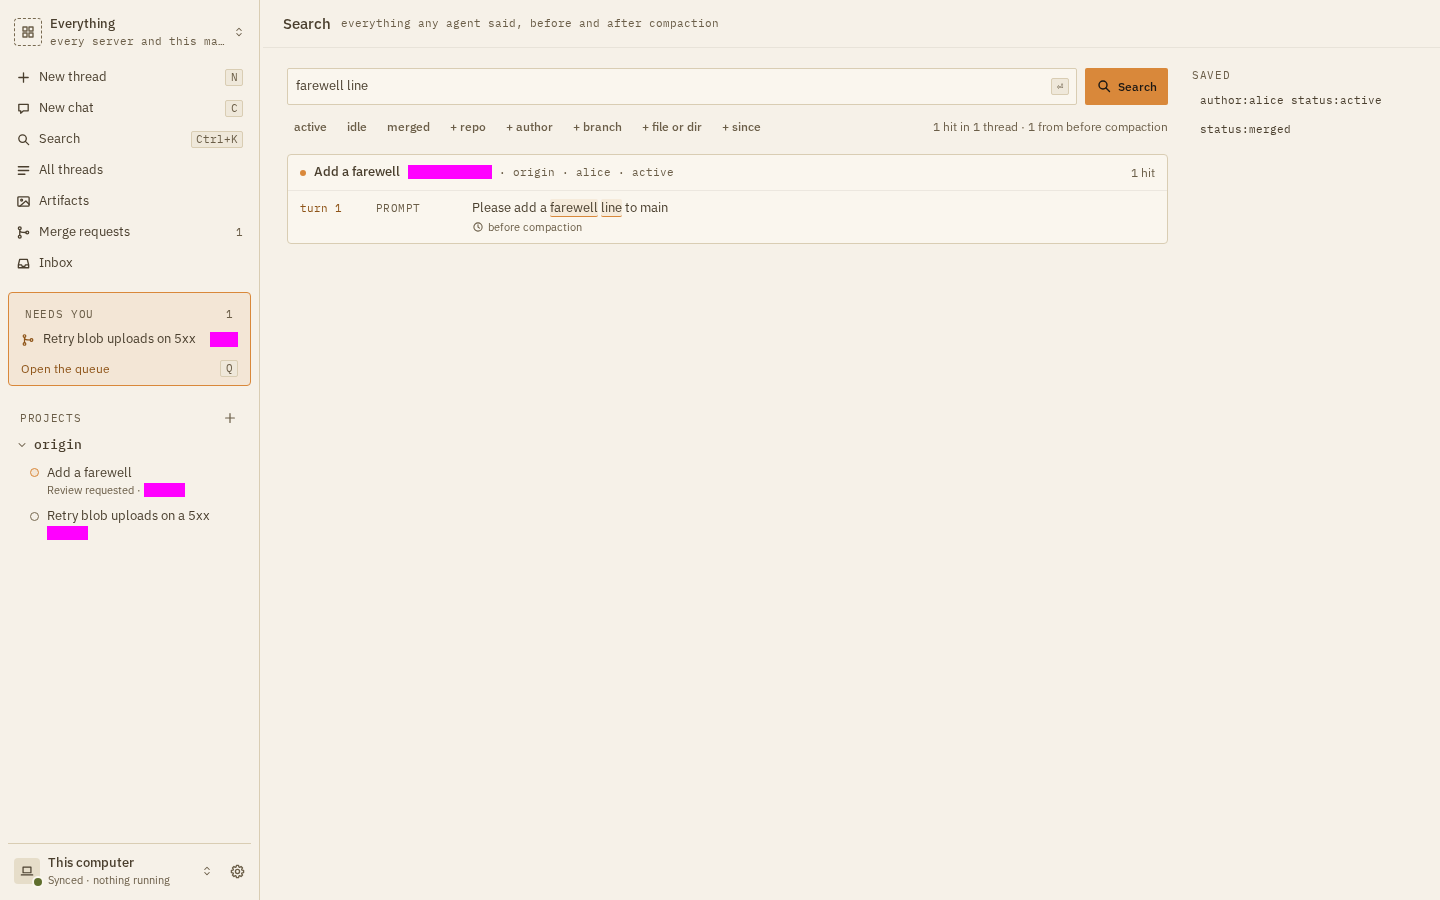 Everything
every server and this ma…
New thread N
New chat C
Search Ctrl+K
All threads
Artifacts
Merge requests 1
Inbox
NEEDS YOU 1
Retry blob uploads on 5xx
Open the queue Q
PROJECTS
origin
Add a farewell
Review requested ·
Retry blob uploads on a 5xx
This computer
Synced · nothing running
Search everything any agent said, before and after compaction
farewell line
Search
active idle merged + repo + author + branch + file or dir + since 1 hit in 1 thread · 1 from before compaction
Add a farewell · origin · alice · active 1 hit
turn 1 PROMPT Please add a farewell line to main
before compaction
SAVED
author:alice status:active
status:merged